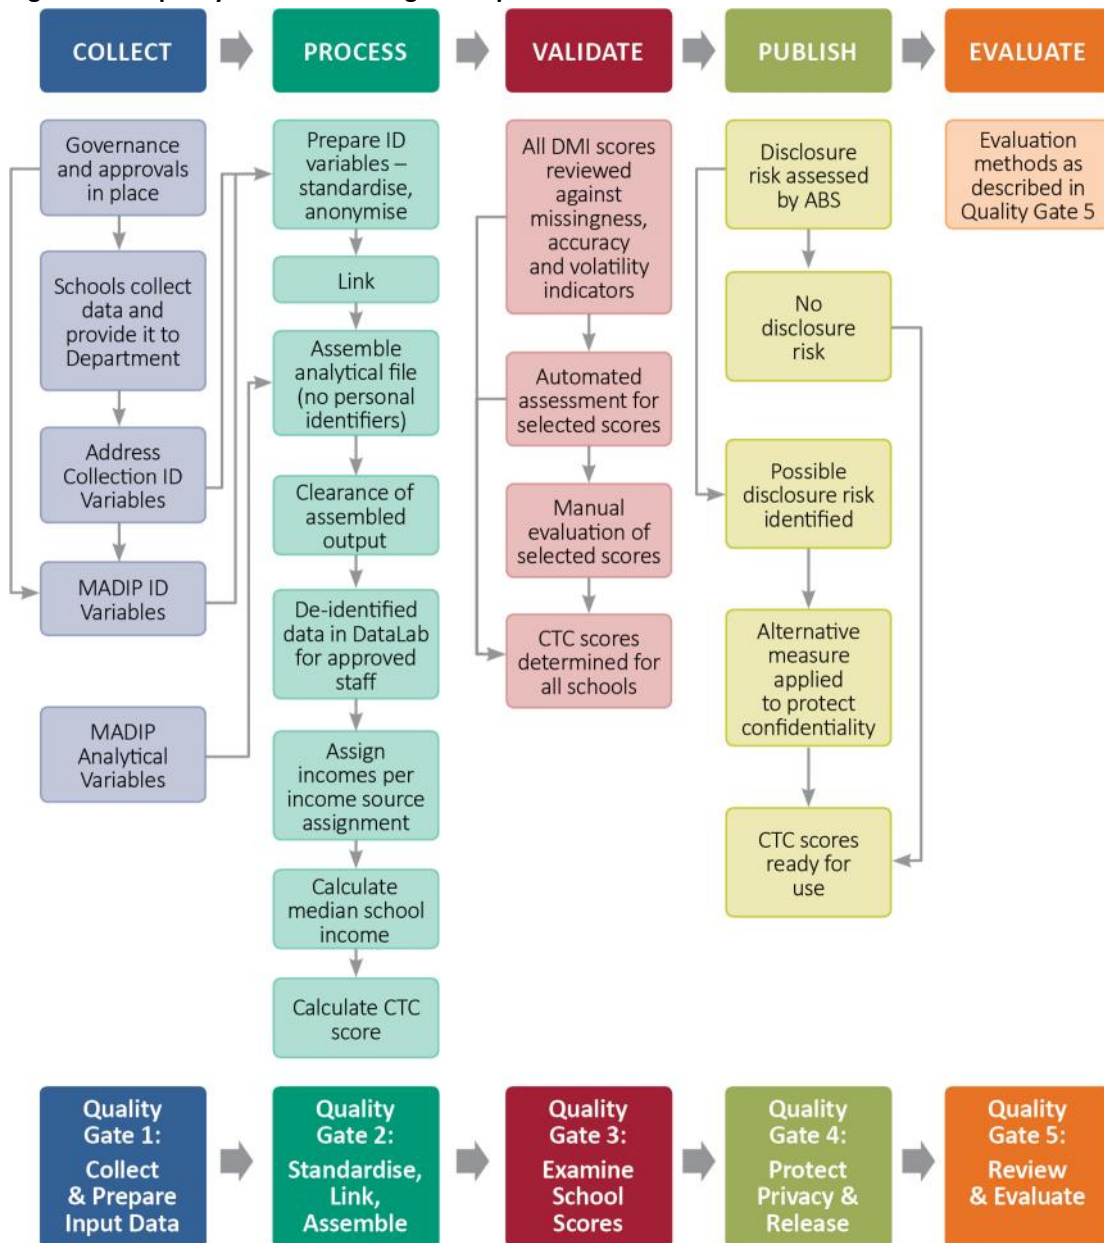 COLLECT
PROCESS
VALIDATE
PUBLISH
EVALUATE
Governance
and approvals
in place
Schools collect
data and
provide it to
Department
Address
Collection ID
Variables
MADIP ID
Variables
MADIP
Analytical
Variables
Prepare ID
variables –
standardise,
anonymise
Link
Assemble
analytical file
(no personal
identifiers)
Clearance of
assembled
output
De-identified
data in DataLab
for approved
staff
Assign
incomes per
income source
assignment
Calculate
median school
income
Calculate CTC
score
All DMI scores
reviewed
against
missingness,
accuracy
and volatility
indicators
Automated
assessment for
selected scores
Manual
evaluation of
selected scores
CTC scores
determined for
all schools
Disclosure
risk assessed
by ABS
No
disclosure
risk
Possible
disclosure risk
identified
Alternative
measure
applied
to protect
confidentiality
CTC scores
ready for
use
Evaluation
methods as
described in
Quality Gate 5
Quality
Gate 1:
Collect
& Prepare
Input Data
Quality
Gate 2:
Standardise,
Link,
Assemble
Quality
Gate 3:
Examine
School
Scores
Quality
Gate 4:
Protect
Privacy &
Release
Quality
Gate 5:
Review
& Evaluate